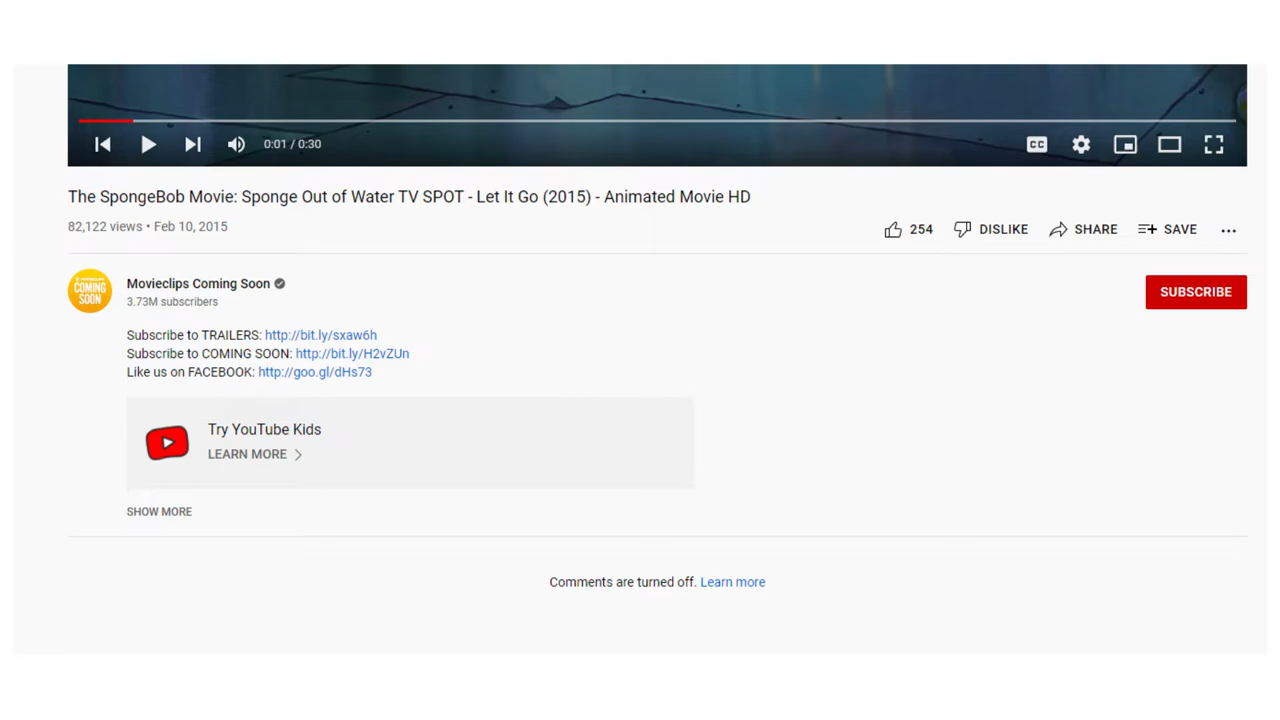 CC
0:01 / 0:30
The SpongeBob Movie: Sponge Out of Water TV SPOT - Let It Go (2015) - Animated Movie HD
82,122 views • Feb 10, 2015
254 DISLIKE SHARE SAVE
COMING
SOON
Movieclips Coming Soon
3.73M subscribers
SUBSCRIBE
Subscribe to TRAILERS: http://bit.ly/sxaw6h
Subscribe to COMING SOON: http://bit.ly/H2vZUn
Like us on FACEBOOK: http://goo.gl/dHs73
Try YouTube Kids
LEARN MORE
SHOW MORE
Comments are turned off. Learn more